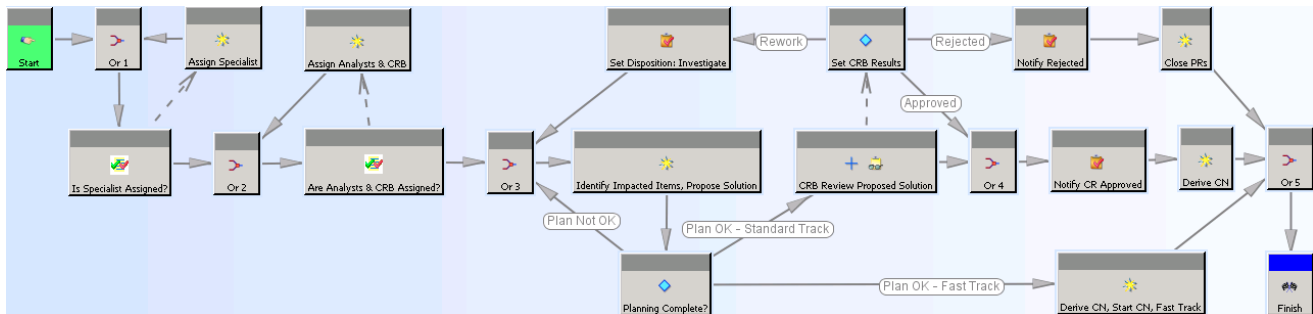 Start
Or 1
Assign Specialist
Assign Analysts & CRB
Set Disposition: Investigate
Rework
Set CRB Results
Rejected
Notify Rejected
Close PRs
Approved
Is Specialist Assigned?
Or 2
Are Analysts & CRB Assigned?
Or 3
Identify Impacted Items, Propose Solution
CRB Review Proposed Solution
Or 4
Notify CR Approved
Derive CN
Or 5
Plan Not OK
Plan OK - Standard Track
Planning Complete?
Plan OK - Fast Track
Derive CN, Start CN, Fast Track
Finish